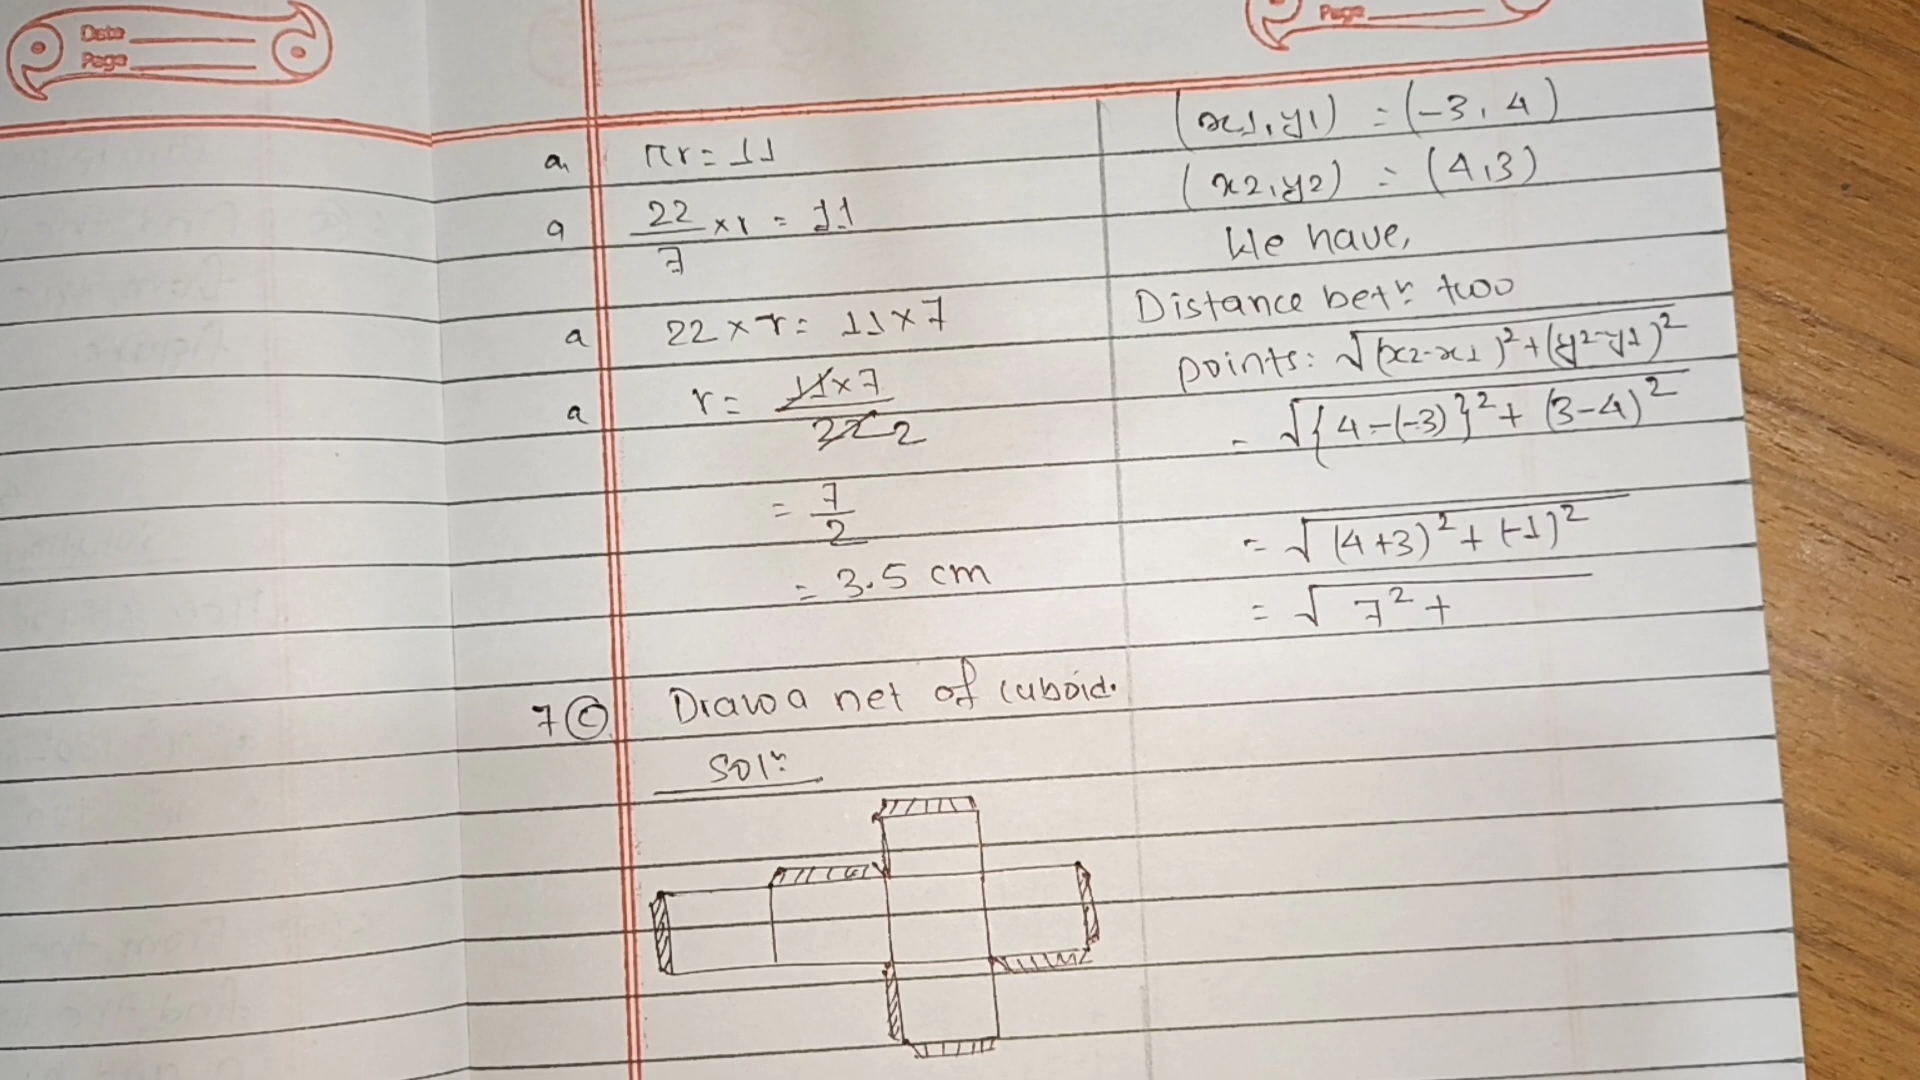 Date
Page
Page
a, πr = 11
a 22/7 × r = 11
a 22 × r = 11 × 7
a r = 11×7/22 2
= 7/2
= 3.5 cm
(x1, y1) = (-3, 4)
(x2, y2) = (4, 3)
We have,
Distance betⁿ two
points: √(x2-x1)² + (y2-y1)²
= √{4-(-3)}² + (3-4)²
= √(4+3)² + (-1)²
= √7² +
7 (C) Draw a net of cuboid.
Solⁿ